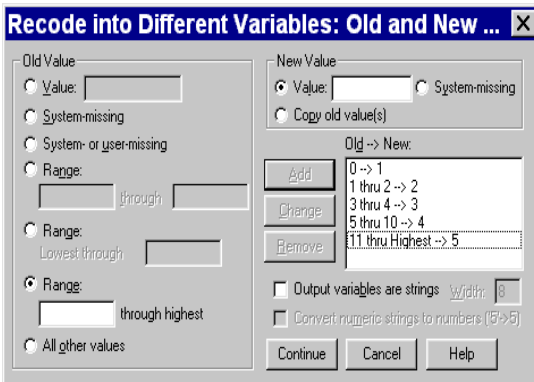 Recode into Different Variables: Old and New ...
Old Value
Value:
System-missing
System- or user-missing
Range:
through
Range:
Lowest through
Range:
through highest
All other values
New Value
Value:
System-missing
Copy old value(s)
Old --> New:
Add
Change
Remove
0 --> 1
1 thru 2 --> 2
3 thru 4 --> 3
5 thru 10 --> 4
11 thru Highest --> 5
Output variables are strings Width: 8
Convert numeric strings to numbers ('5'->5)
Continue Cancel Help